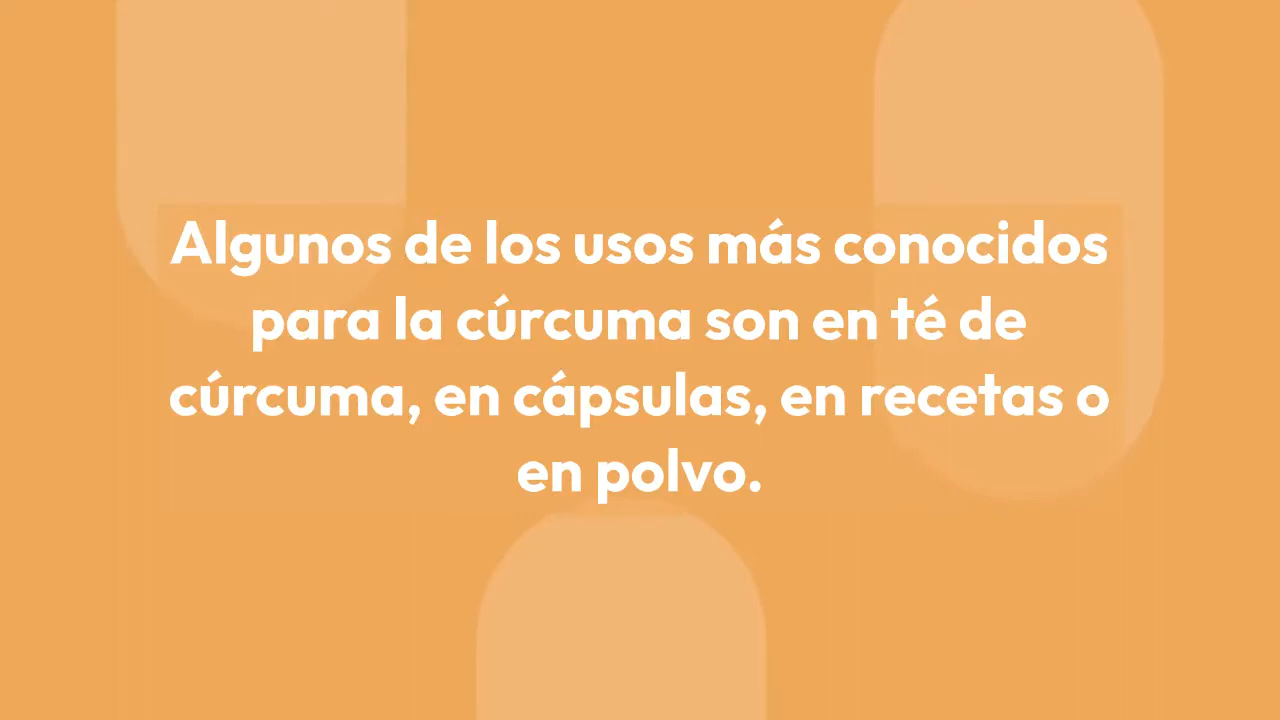 Algunos de los usos más conocidos
para la cúrcuma son en té de
cúrcuma, en cápsulas, en recetas o
en polvo.